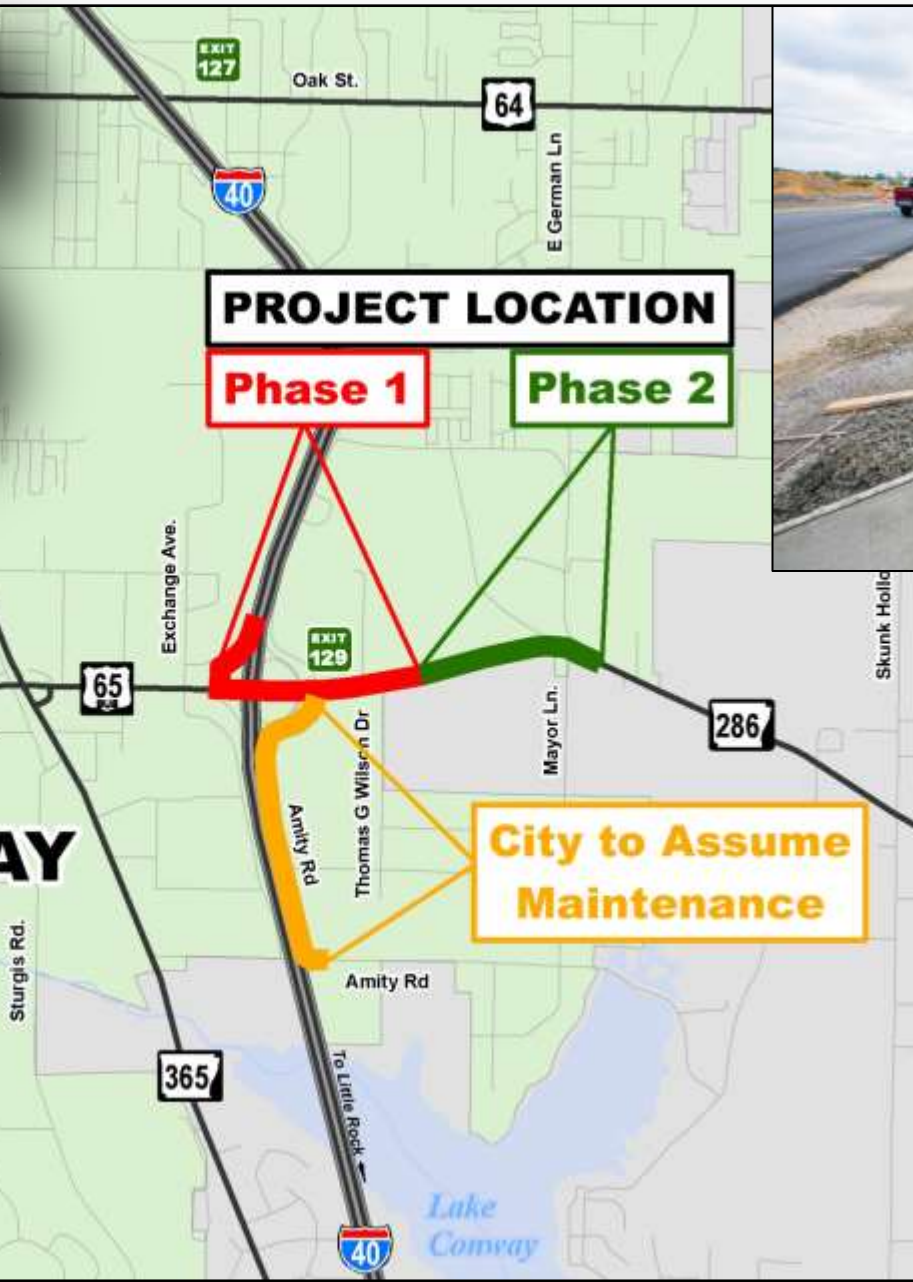 EXIT
127
Oak St.
64
E German Ln
40
PROJECT LOCATION
Phase 1
Phase 2
Exchange Ave.
EXIT
129
65
Skunk Hollo
Mayor Ln.
286
Thomas G Wilson Dr
Amity Rd
City to Assume
Maintenance
AY
Sturgis Rd.
Amity Rd
365
To Little Rock
Lake
Conway
40